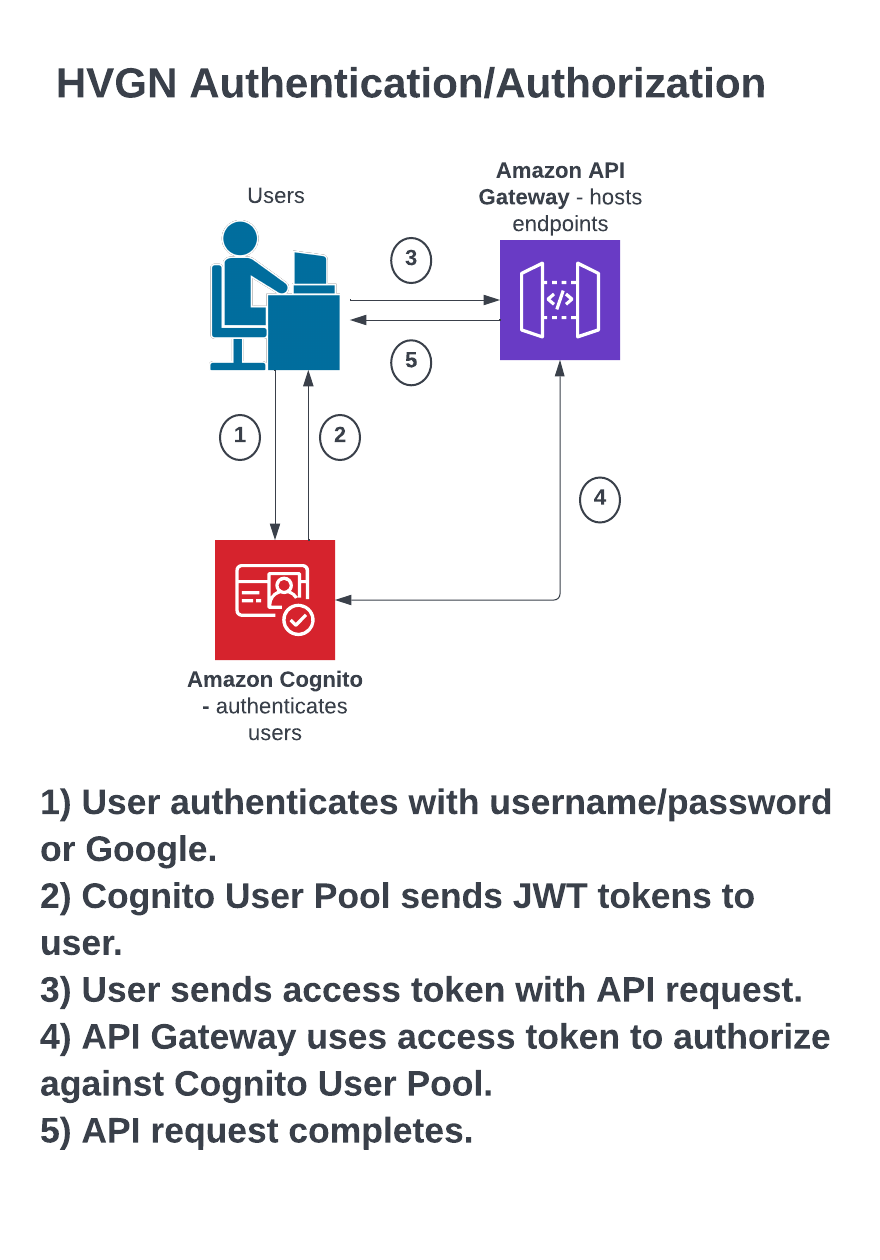 HVGN Authentication/Authorization
Users
Amazon API
Gateway - hosts
endpoints
3
</>
5
1
2
4
Amazon Cognito
- authenticates
users
1) User authenticates with username/password
or Google.
2) Cognito User Pool sends JWT tokens to
user.
3) User sends access token with API request.
4) API Gateway uses access token to authorize
against Cognito User Pool.
5) API request completes.